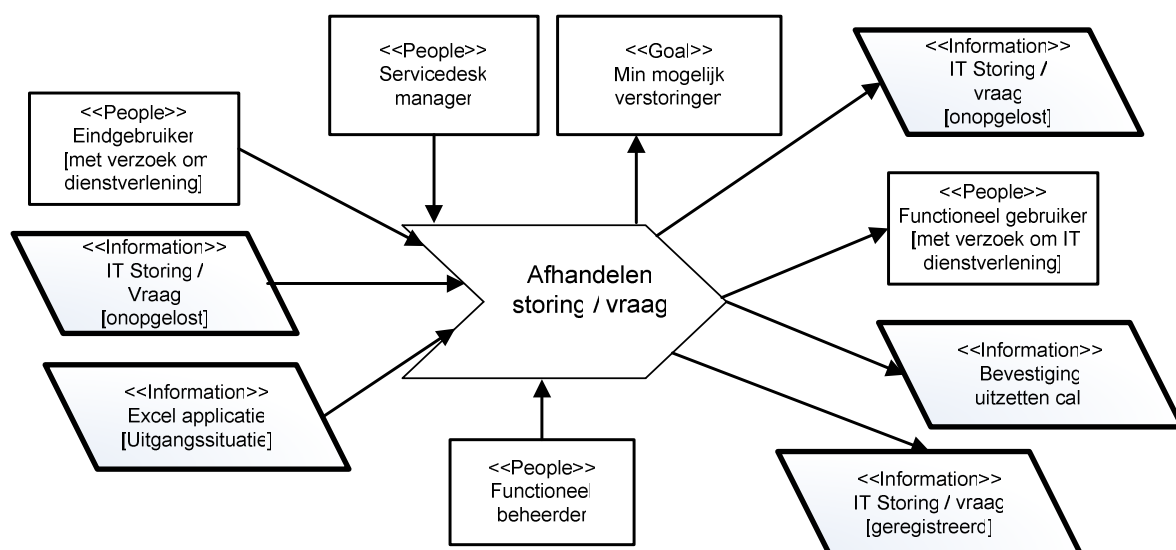 <<People>>
Servicedesk
manager
<<Goal>>
Min mogelijk
verstoringen
<<Information>>
IT Storing /
vraag
[onopgelost]
<<People>>
Eindgebruiker
[met verzoek om
dienstverlening]
<<People>>
Functioneel gebruiker
[met verzoek om IT
dienstverlening]
<<Information>>
IT Storing /
Vraag
[onopgelost]
Afhandelen
storing / vraag
<<Information>>
Bevestiging
uitzetten call
<<Information>>
Excel applicatie
[Uitgangssituatie]
<<People>>
Functioneel
beheerder
<<Information>>
IT Storing / vraag
[geregistreerd]